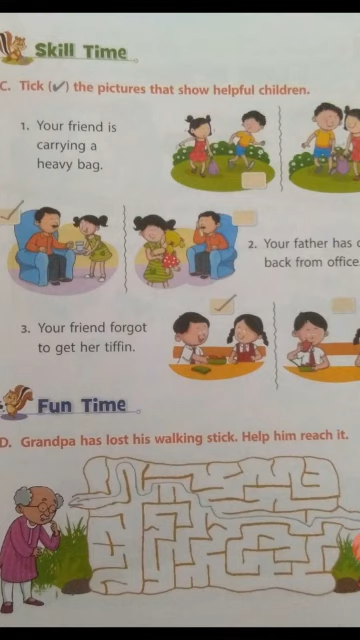 Skill Time
C. Tick (✓) the pictures that show helpful children.
1. Your friend is
carrying a
heavy bag.
2. Your father has
back from office
3. Your friend forgot
to get her tiffin.
Fun Time
D. Grandpa has lost his walking stick. Help him reach it.